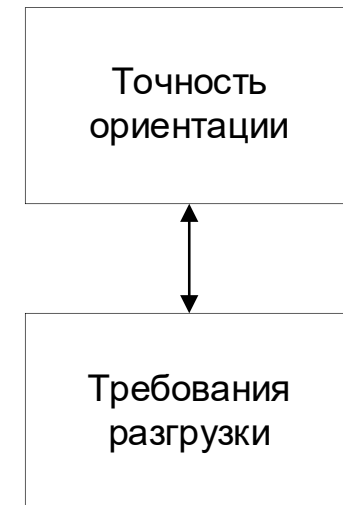 Точность
ориентации
Требования
разгрузки